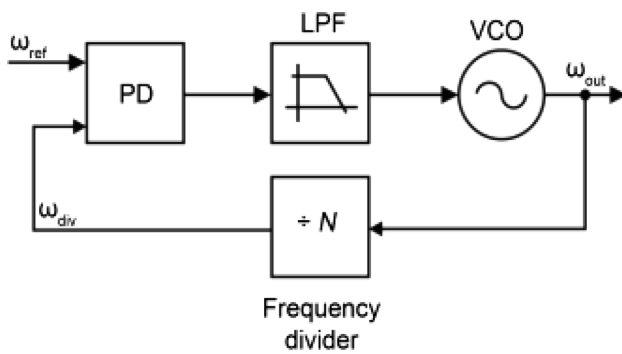 LPF
VCO
ω_ref
PD
ω_out
ω_div
÷ N
Frequency
divider